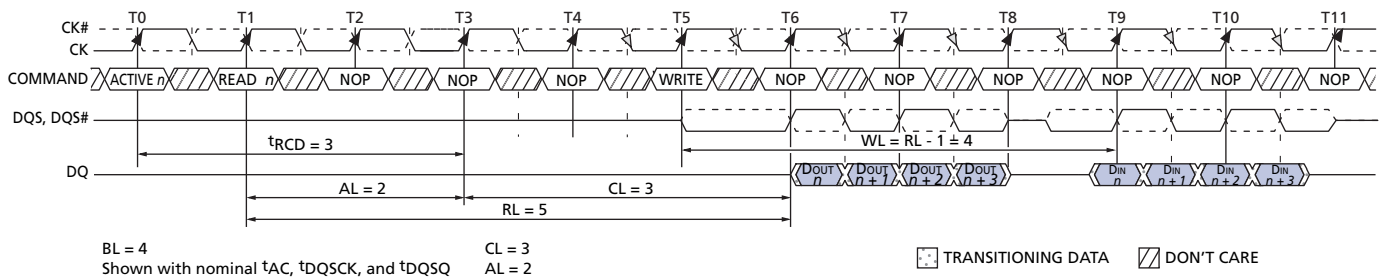 T0 T1 T2 T3 T4 T5 T6 T7 T8 T9 T10 T11
CK#
CK
COMMAND ACTIVE n READ n NOP NOP NOP WRITE NOP NOP NOP NOP NOP NOP
DQS, DQS#
tRCD = 3 WL = RL - 1 = 4
DQ DOUT n DOUT n + 1 DOUT n + 2 DOUT n + 3 DIN n DIN n + 1 DIN n + 2 DIN n + 3
AL = 2 CL = 3
RL = 5
BL = 4 CL = 3
Shown with nominal tAC, tDQSCK, and tDQSQ AL = 2
TRANSITIONING DATA DON'T CARE